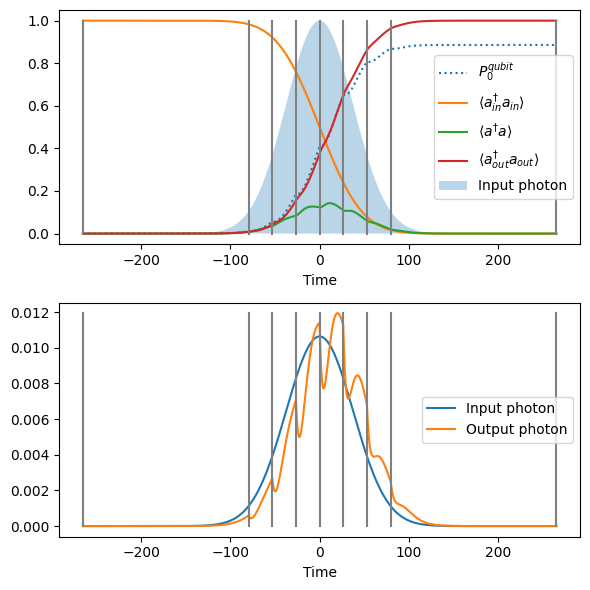 1.0
0.8
0.6
0.4
0.2
0.0
P_0^{qubit}
⟨a_{in}^† a_{in}⟩
⟨a^† a⟩
⟨a_{out}^† a_{out}⟩
Input photon
−200 −100 0 100 200
Time
0.012
0.010
0.008
0.006
0.004
0.002
0.000
Input photon
Output photon
−200 −100 0 100 200
Time